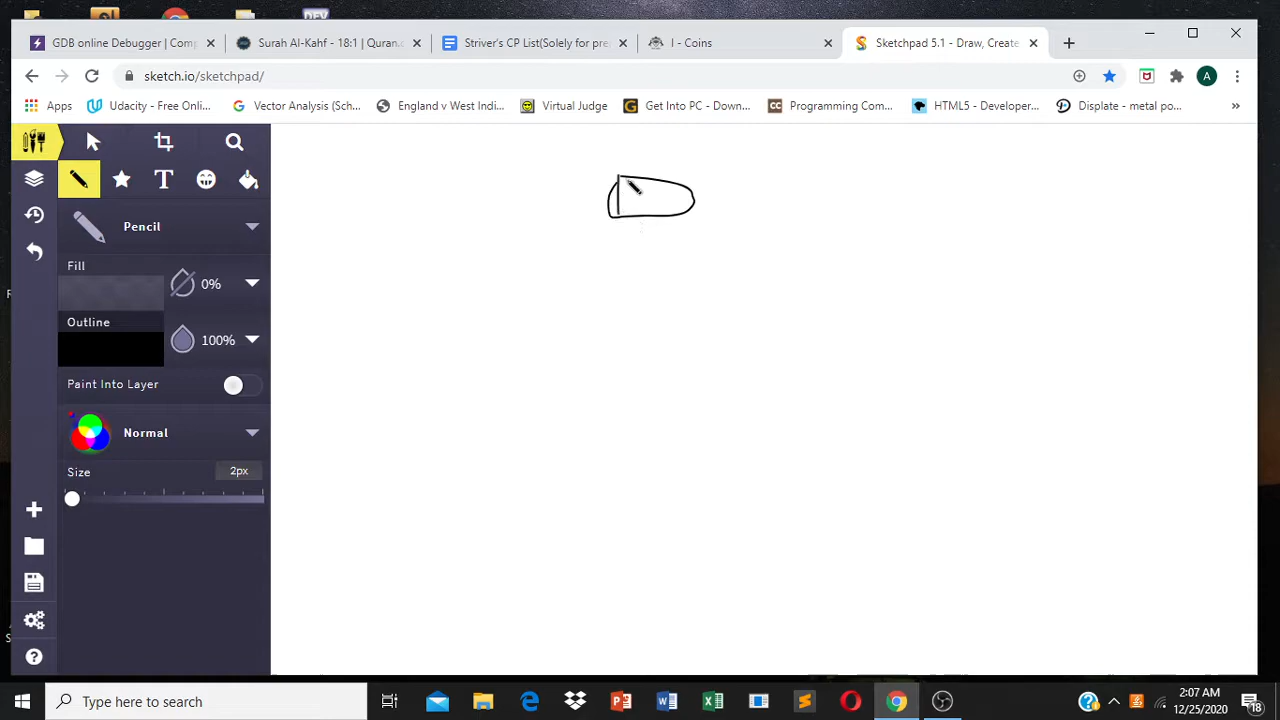 DEV
GDB online Debugger | Com
Surah Al-Kahf - 18:1 | Quran.c
Striver's CP List(Solely for pre
I - Coins
Sketchpad 5.1 - Draw, Create
sketch.io/sketchpad/
A
Apps
Udacity - Free Onli...
Vector Analysis (Sch...
England v West Indi...
Virtual Judge
Get Into PC - Down...
Programming Com...
HTML5 - Developer...
Displate - metal po...
»
Pencil
Fill
0%
Outline
100%
Paint Into Layer
Normal
Size
2px
Type here to search
2:07 AM
12/25/2020
18